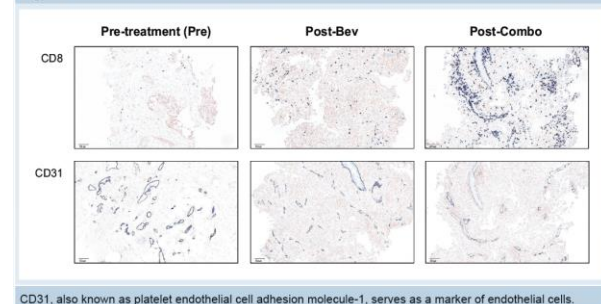 Pre-treatment (Pre) Post-Bev Post-Combo
CD8
CD31
CD31, also known as platelet endothelial cell adhesion molecule-1, serves as a marker of endothelial cells.